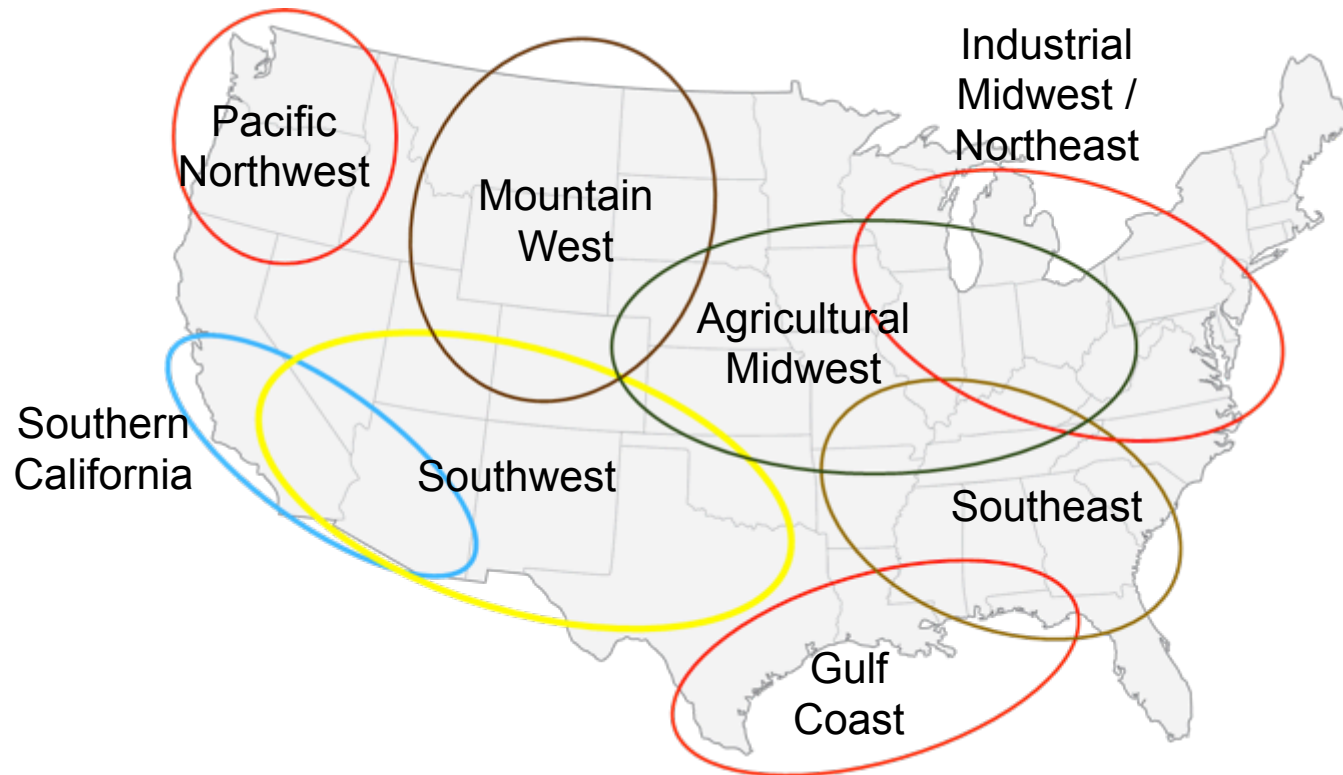 Industrial
Midwest /
Northeast
Pacific
Northwest
Mountain
West
Agricultural
Midwest
Southern
California
Southwest
Southeast
Gulf
Coast